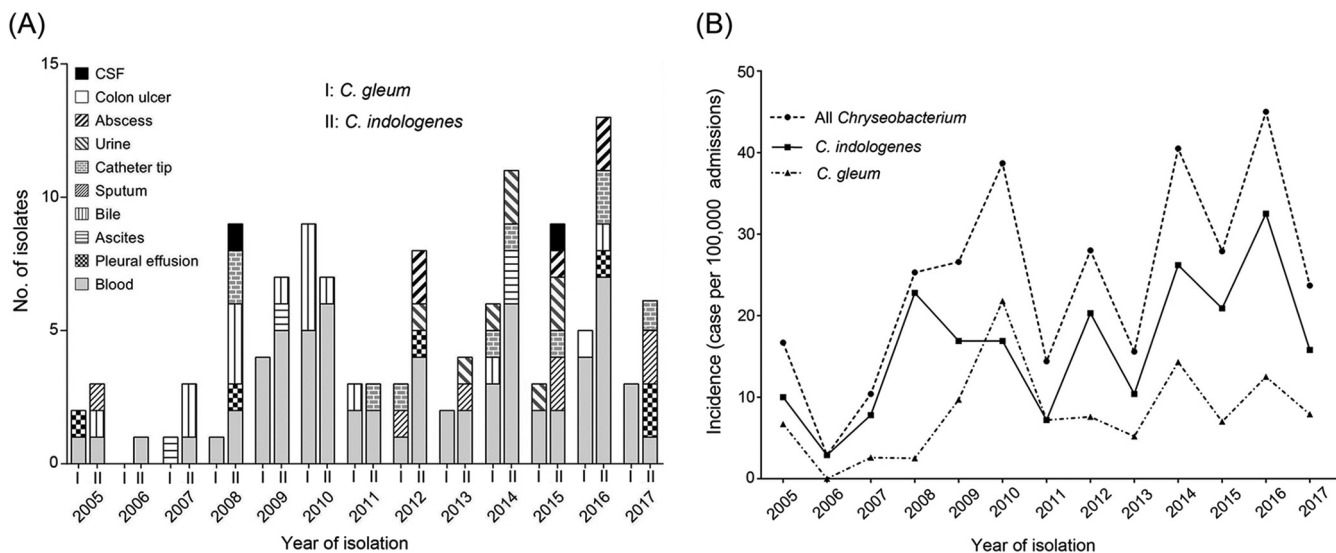 (A)
15
10
5
0
No. of isolates
CSF
Colon ulcer
Abscess
Urine
Catheter tip
Sputum
Bile
Ascites
Pleural effusion
Blood
I: C. gleum
II: C. indologenes
I II I II I II I II I II I II I II I II I II I II I II I II I II
2005 2006 2007 2008 2009 2010 2011 2012 2013 2014 2015 2016 2017
Year of isolation
(B)
50
40
30
20
10
0
Incidence (case per 100,000 admissions)
All Chryseobacterium
C. indologenes
C. gleum
2005 2006 2007 2008 2009 2010 2011 2012 2013 2014 2015 2016 2017
Year of isolation